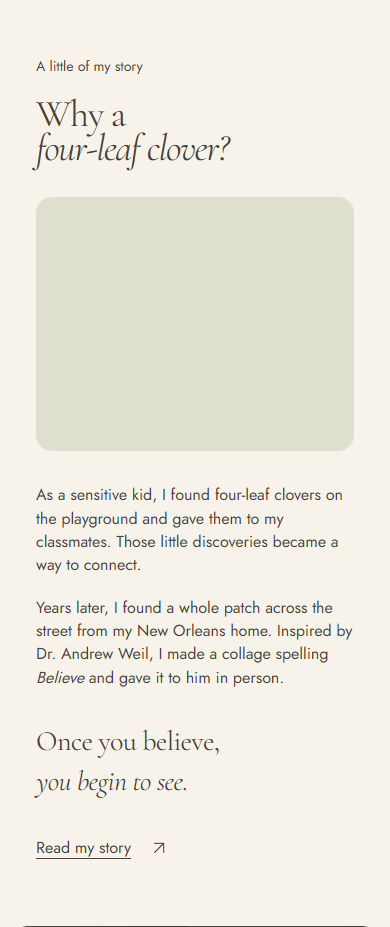 A little of my story
Why a
four-leaf clover?
As a sensitive kid, I found four-leaf clovers on
the playground and gave them to my
classmates. Those little discoveries became a
way to connect.
Years later, I found a whole patch across the
street from my New Orleans home. Inspired by
Dr. Andrew Weil, I made a collage spelling
Believe and gave it to him in person.
Once you believe,
you begin to see.
Read my story